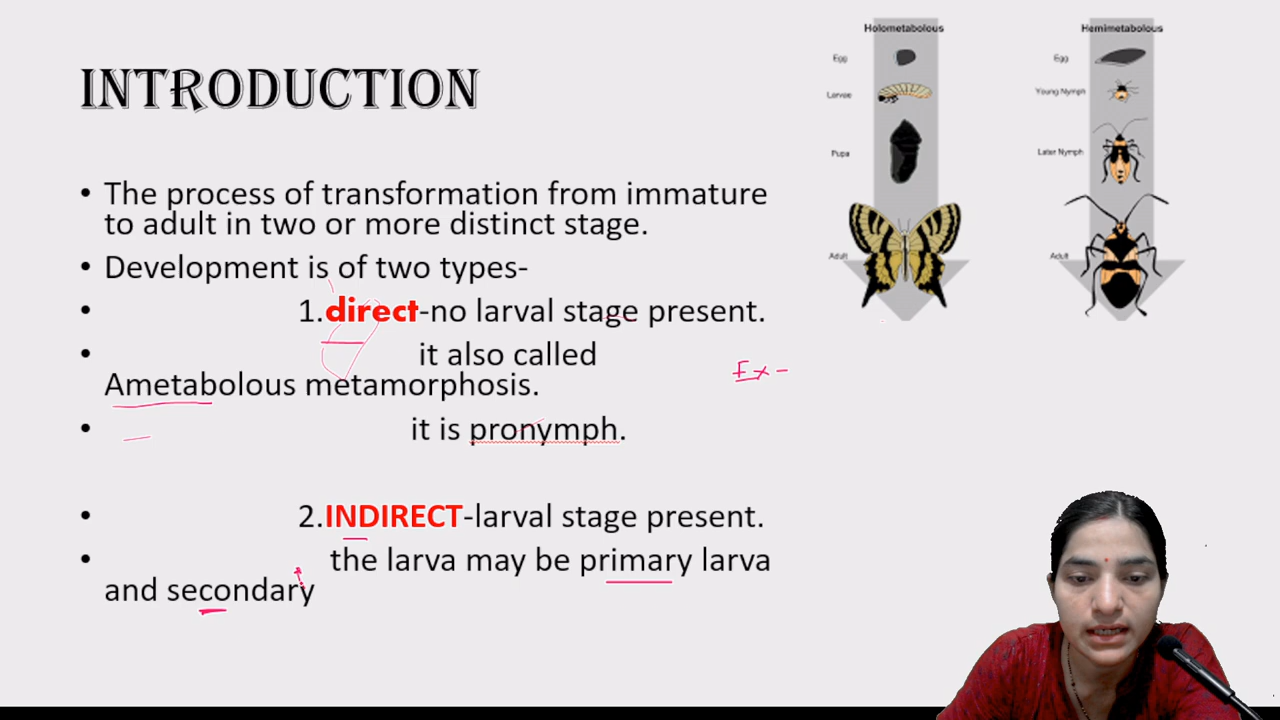 INTRODUCTION
• The process of transformation from immature
to adult in two or more distinct stage.
• Development is of two types-
• 1.direct-no larval stage present.
• it also called
Ametabolous metamorphosis.
• it is pronymph.
• 2.INDIRECT-larval stage present.
• the larva may be primary larva
and secondary
Ex-
Holometabolous
Egg
Larvae
Pupa
Adult
Hemimetabolous
Egg
Young Nymph
Later Nymph
Adult